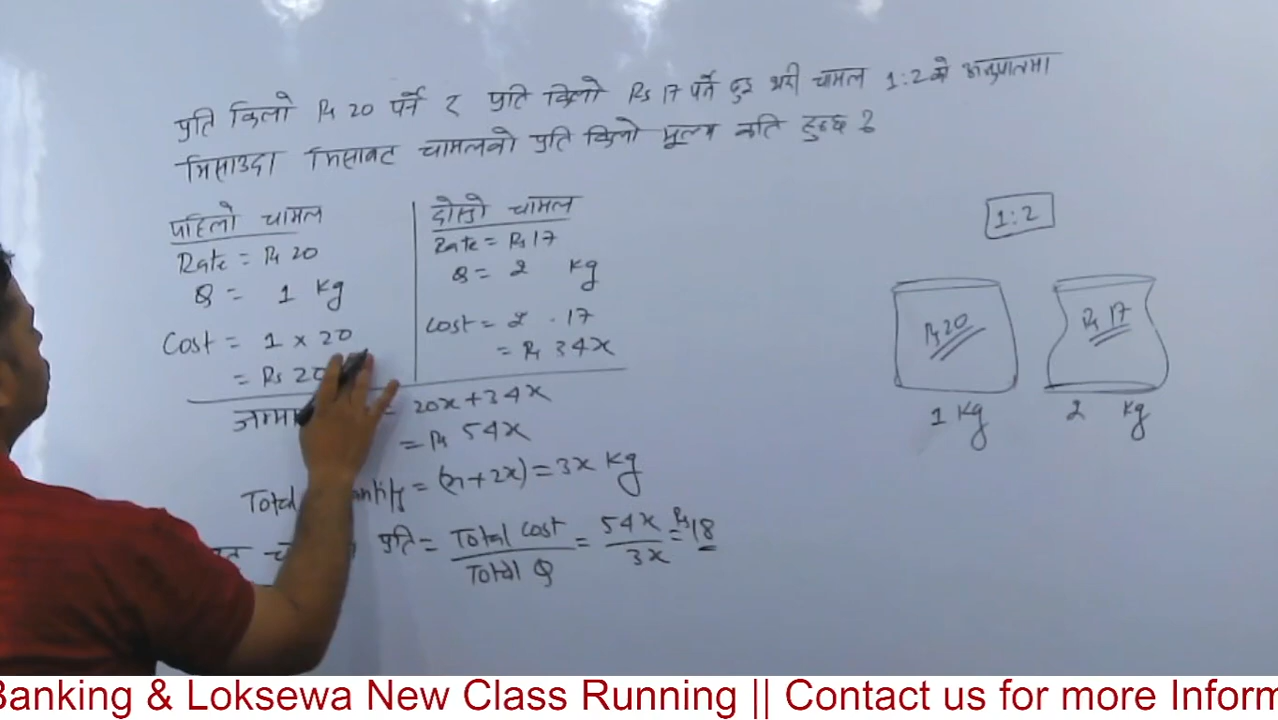 प्रति किलो Rs 20 पर्ने र प्रति किलो Rs 17 पर्ने दुई थरी चामल 1:2 को अनुपातमा
मिसाउदा मिसावट चामलको प्रति किलो मूल्य कति हुन्छ ?
पहिलो चामल
Rate = Rs 20
Q = 1 Kg
Cost = 1 x 20
= Rs 20
दोस्रो चामल
Rate = Rs 17
Q = 2 kg
Cost = 2 . 17
= Rs 34x
जम्मा = 20x + 34x
= Rs 54x
Total = (x + 2x) = 3x Kg
प्रति = Total Cost / Total Q = 54x / 3x = Rs 18
1:2
Rs 20
Rs 17
1 Kg
2 Kg
Banking & Loksewa New Class Running || Contact us for more Inform